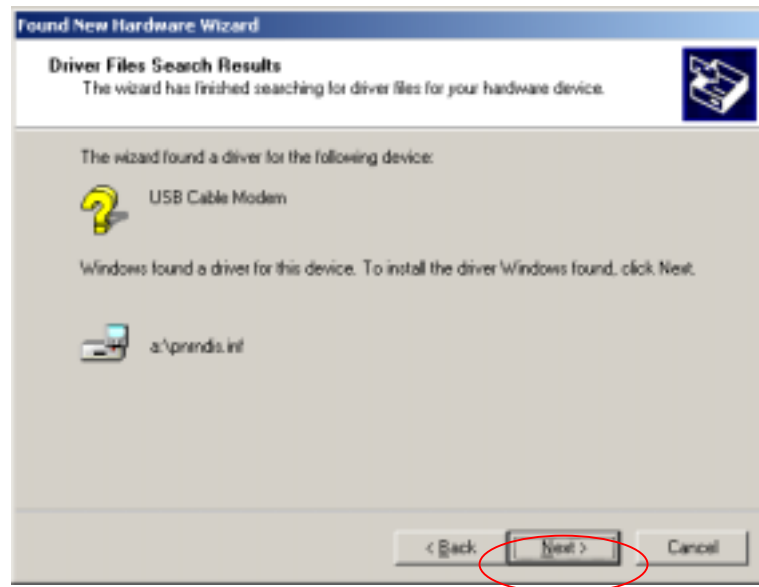 Found New Hardware Wizard
Driver Files Search Results
The wizard has finished searching for driver files for your hardware device.
The wizard found a driver for the following device:
USB Cable Modem
Windows found a driver for this device. To install the driver Windows found, click Next.
< Back
Next >
Cancel